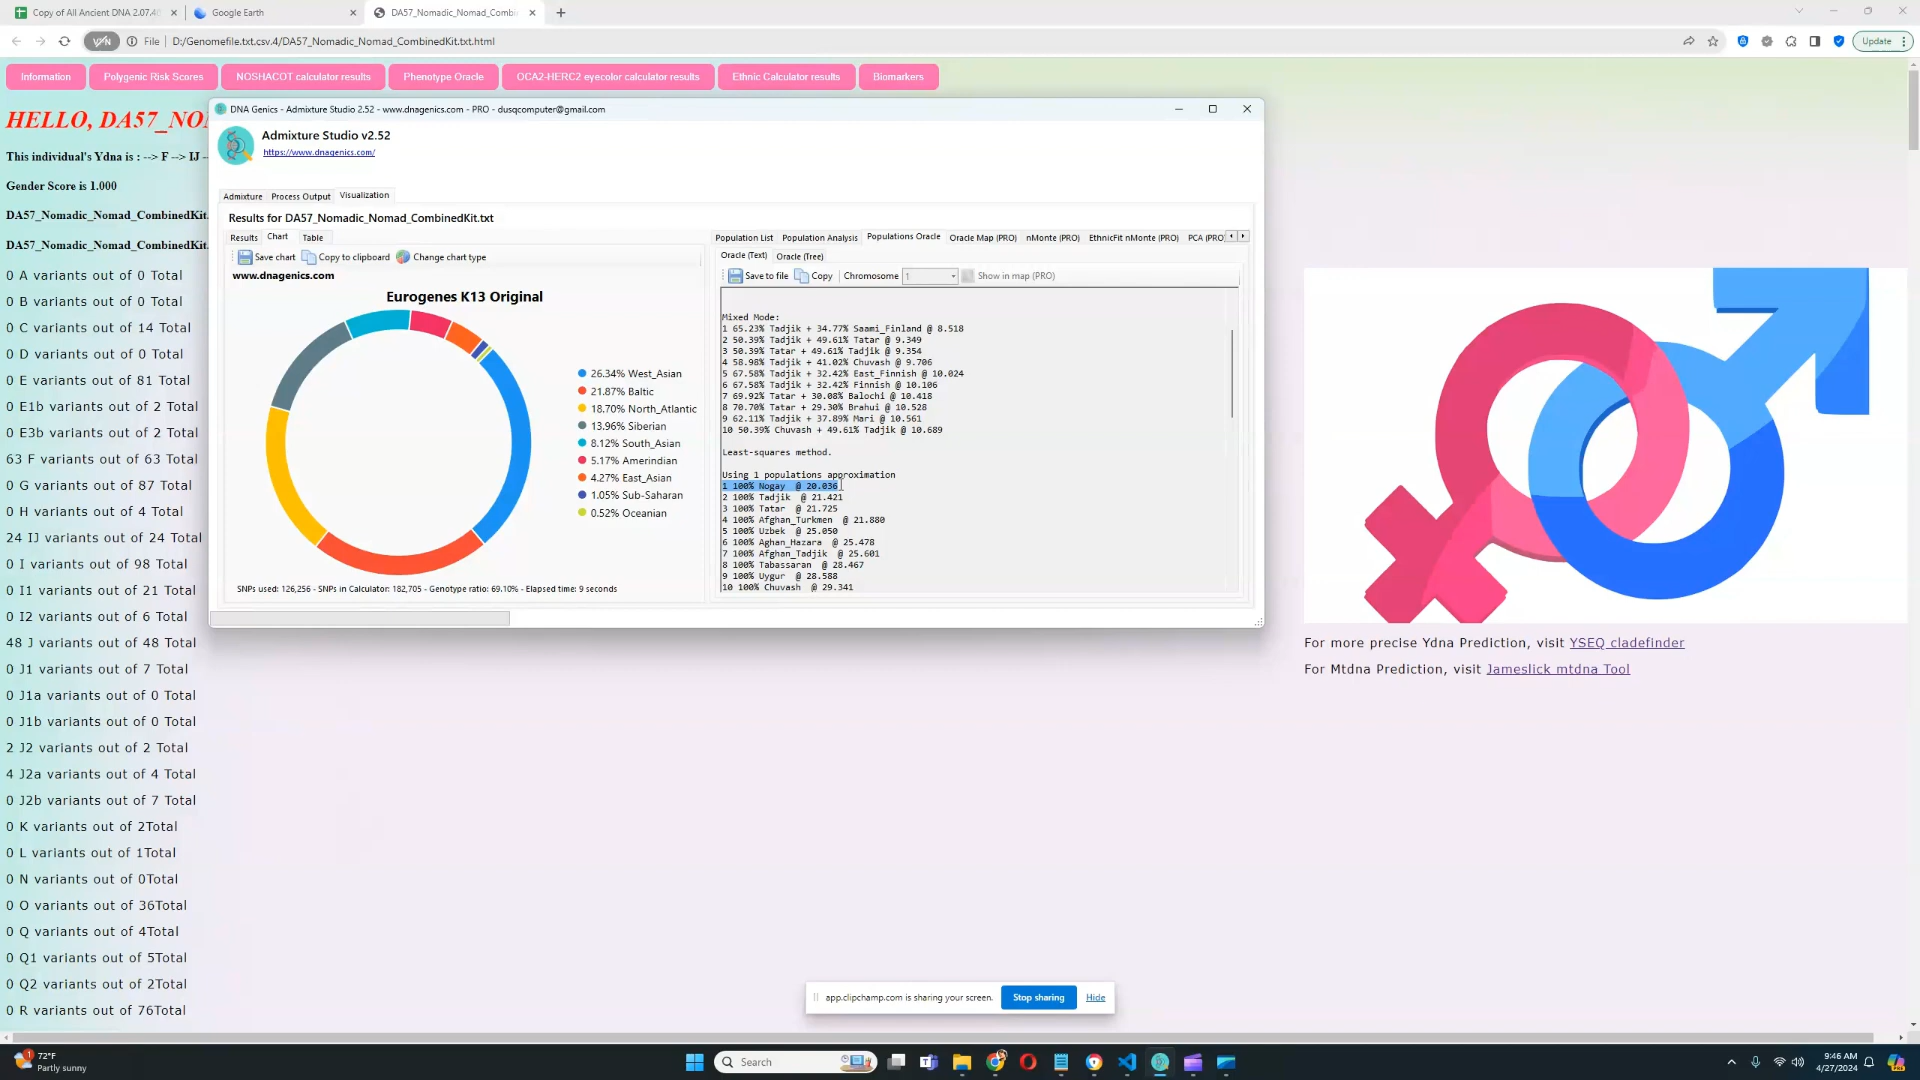 Copy of All Ancient DNA 2.07.48
Google Earth
DA57_Nomadic_Nomad_Combin
VPN
File
D:/Genomefile.txt.csv.4/DA57_Nomadic_Nomad_CombinedKit.txt.html
Update
Information
Polygenic Risk Scores
NOSHACOT calculator results
Phenotype Oracle
OCA2-HERC2 eyecolor calculator results
Ethnic Calculator results
Biomarkers
HELLO, DA57_NO
This individual's Ydna is : --> F --> IJ --
Gender Score is 1.000
DA57_Nomadic_Nomad_CombinedKit.
DA57_Nomadic_Nomad_CombinedKit.
0 A variants out of 0 Total
0 B variants out of 0 Total
0 C variants out of 14 Total
0 D variants out of 0 Total
0 E variants out of 81 Total
0 E1b variants out of 2 Total
0 E3b variants out of 2 Total
63 F variants out of 63 Total
0 G variants out of 87 Total
0 H variants out of 4 Total
24 IJ variants out of 24 Total
0 I variants out of 98 Total
0 I1 variants out of 21 Total
0 I2 variants out of 6 Total
48 J variants out of 48 Total
0 J1 variants out of 7 Total
0 J1a variants out of 0 Total
0 J1b variants out of 0 Total
2 J2 variants out of 2 Total
4 J2a variants out of 4 Total
0 J2b variants out of 7 Total
0 K variants out of 2Total
0 L variants out of 1Total
0 N variants out of 0Total
0 O variants out of 36Total
0 Q variants out of 4Total
0 Q1 variants out of 5Total
0 Q2 variants out of 2Total
0 R variants out of 76Total
DNA Genics - Admixture Studio 2.52 - www.dnagenics.com - PRO - dusqcomputer@gmail.com
Admixture Studio v2.52
https://www.dnagenics.com/
Admixture
Process Output
Visualization
Results for DA57_Nomadic_Nomad_CombinedKit.txt
Results
Chart
Table
Save chart
Copy to clipboard
Change chart type
www.dnagenics.com
Eurogenes K13 Original
26.34% West_Asian
21.87% Baltic
18.70% North_Atlantic
13.96% Siberian
8.12% South_Asian
5.17% Amerindian
4.27% East_Asian
1.05% Sub-Saharan
0.52% Oceanian
SNPs used: 126,256 - SNPs in Calculator: 182,705 - Genotype ratio: 69.10% - Elapsed time: 9 seconds
Population List
Population Analysis
Populations Oracle
Oracle Map (PRO)
nMonte (PRO)
EthnicFit nMonte (PRO)
PCA (PRO
Oracle (Text)
Oracle (Tree)
Save to file
Copy
Chromosome
1
Show in map (PRO)
Mixed Mode:
1 65.23% Tadjik + 34.77% Saami_Finland @ 8.518
2 50.39% Tadjik + 49.61% Tatar @ 9.349
3 50.39% Tatar + 49.61% Tadjik @ 9.354
4 58.98% Tadjik + 41.02% Chuvash @ 9.706
5 67.58% Tadjik + 32.42% East_Finnish @ 10.024
6 67.58% Tadjik + 32.42% Finnish @ 10.106
7 69.92% Tatar + 30.08% Balochi @ 10.418
8 70.70% Tatar + 29.30% Brahui @ 10.528
9 62.11% Tadjik + 37.89% Mari @ 10.561
10 50.39% Chuvash + 49.61% Tadjik @ 10.689
Least-squares method.
Using 1 populations approximation
1 100% Nogay @ 20.036
2 100% Tadjik @ 21.421
3 100% Tatar @ 21.725
4 100% Afghan_Turkmen @ 21.880
5 100% Uzbek @ 25.050
6 100% Aghan_Hazara @ 25.478
7 100% Afghan_Tadjik @ 25.601
8 100% Tabassaran @ 28.467
9 100% Uygur @ 28.588
10 100% Chuvash @ 29.341
For more precise Ydna Prediction, visit YSEQ cladefinder
For Mtdna Prediction, visit Jameslick mtdna Tool
app.clipchamp.com is sharing your screen.
Stop sharing
Hide
1
72°F
Partly sunny
Search
9:46 AM
4/27/2024